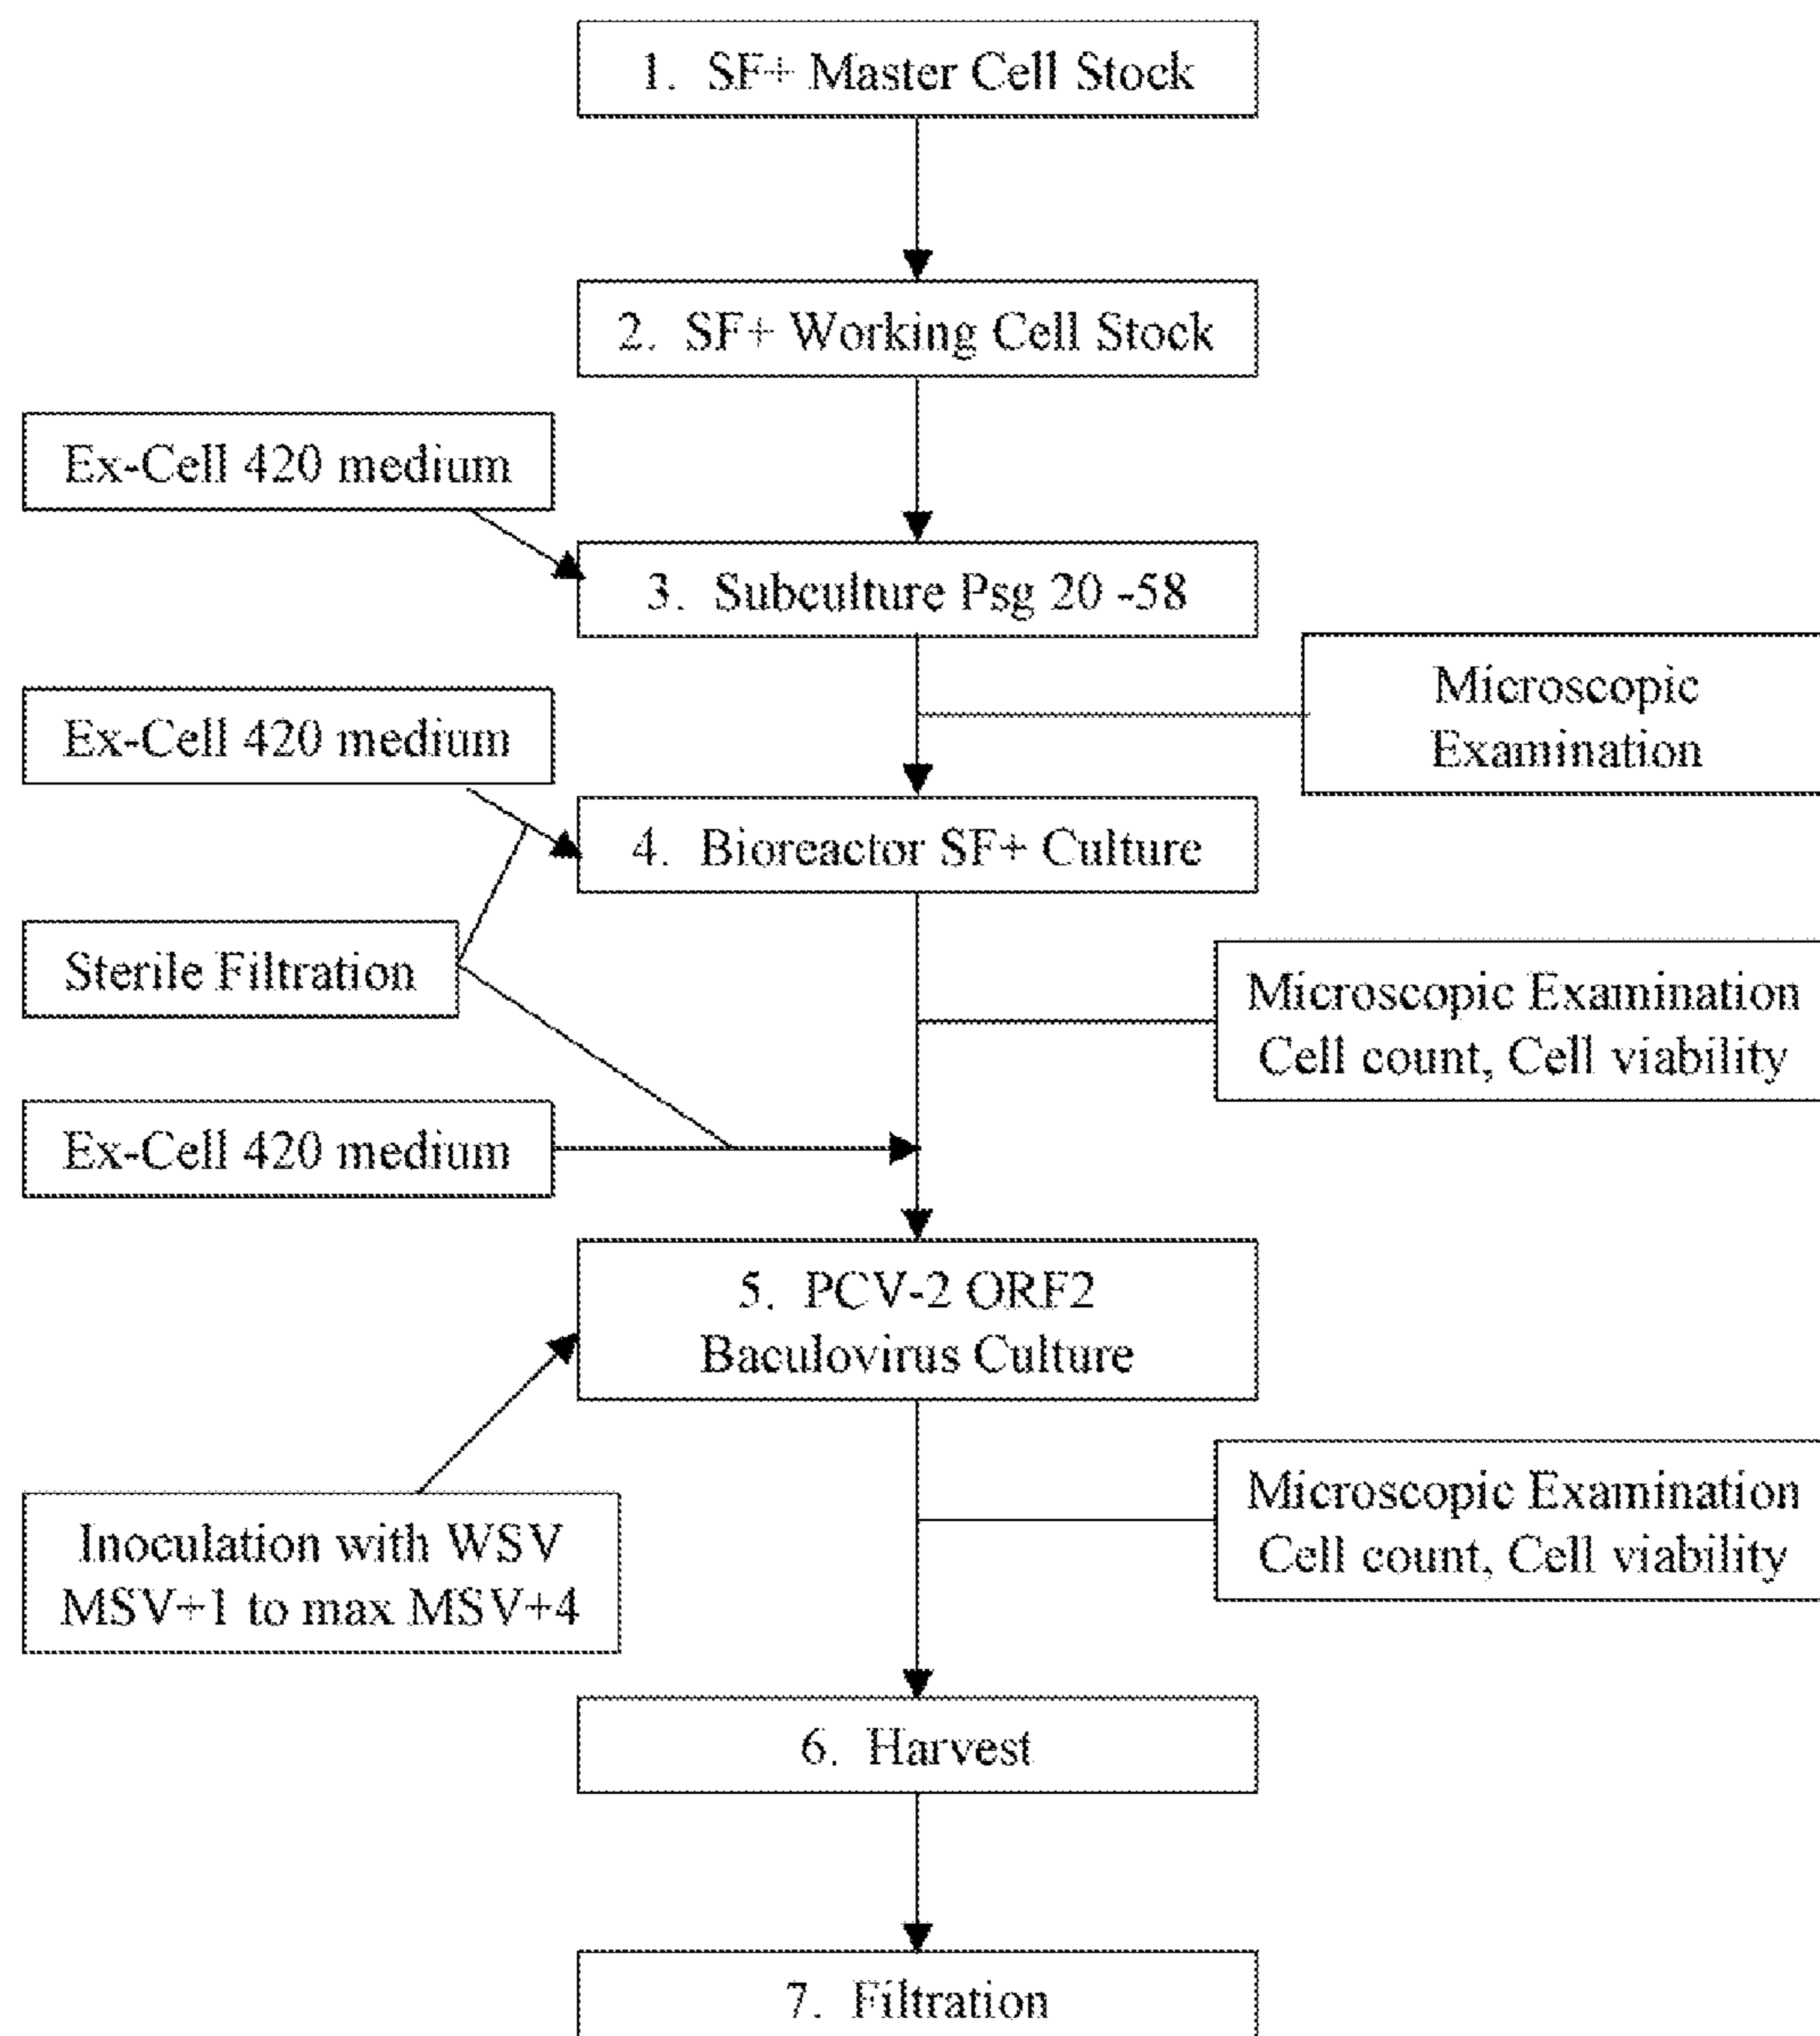 1. SF+ Master Cell Stock
2. SF+ Working Cell Stock
Ex-Cell 420 medium
3. Subculture Psg 20 -58
Microscopic
Examination
Ex-Cell 420 medium
4. Bioreactor SF+ Culture
Sterile Filtration
Microscopic Examination
Cell count, Cell viability
Ex-Cell 420 medium
5. PCV-2 ORF2
Baculovirus Culture
Inoculation with WSV
MSV+1 to max MSV+4
Microscopic Examination
Cell count, Cell viability
6. Harvest
7. Filtration